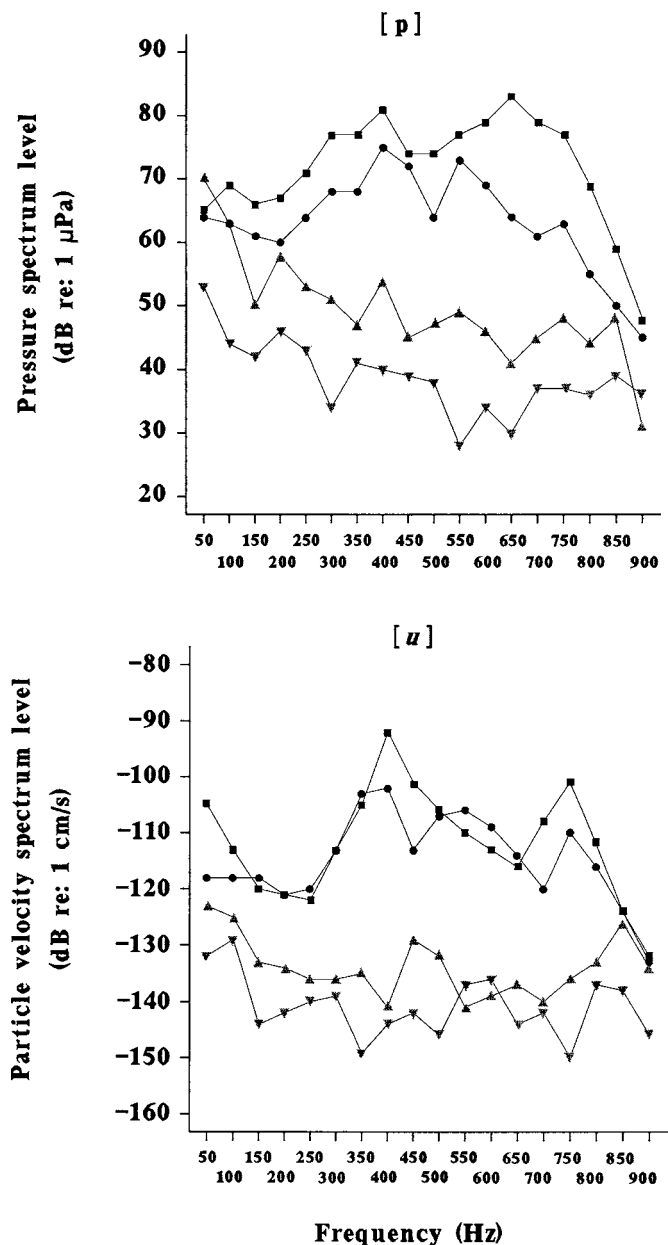 [ p ]
Pressure spectrum level
(dB re: 1 µPa)
90
80
70
60
50
40
30
20
50 150 250 350 450 550 650 750 850
100 200 300 400 500 600 700 800 900
[ u ]
Particle velocity spectrum level
(dB re: 1 cm/s)
-80
-90
-100
-110
-120
-130
-140
-150
-160
50 150 250 350 450 550 650 750 850
100 200 300 400 500 600 700 800 900
Frequency (Hz)